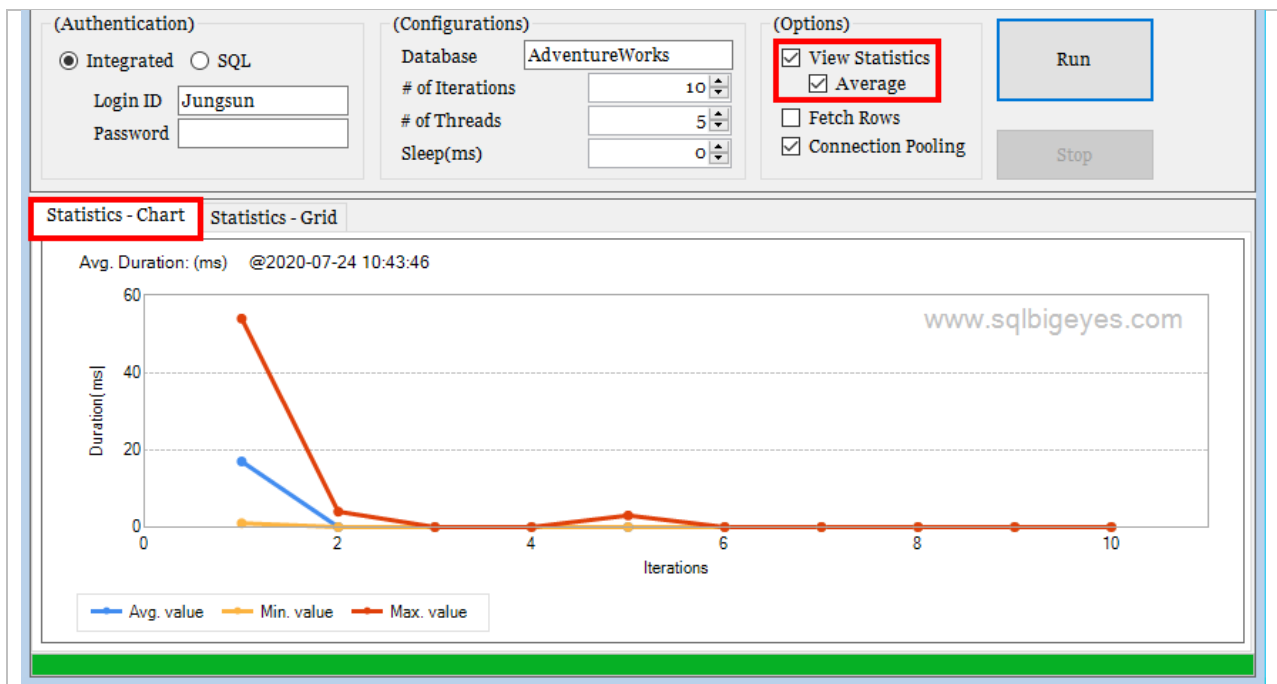 (Authentication)
Integrated SQL
Login ID Jungsun
Password
(Configurations)
Database AdventureWorks
# of Iterations 10
# of Threads 5
Sleep(ms) 0
(Options)
View Statistics
Average
Fetch Rows
Connection Pooling
Run
Stop
Statistics - Chart Statistics - Grid
Avg. Duration: (ms) @2020-07-24 10:43:46
www.sqlbigeyes.com
Duration(ms)
60
40
20
0
0 2 4 6 8 10
Iterations
Avg. value Min. value Max. value